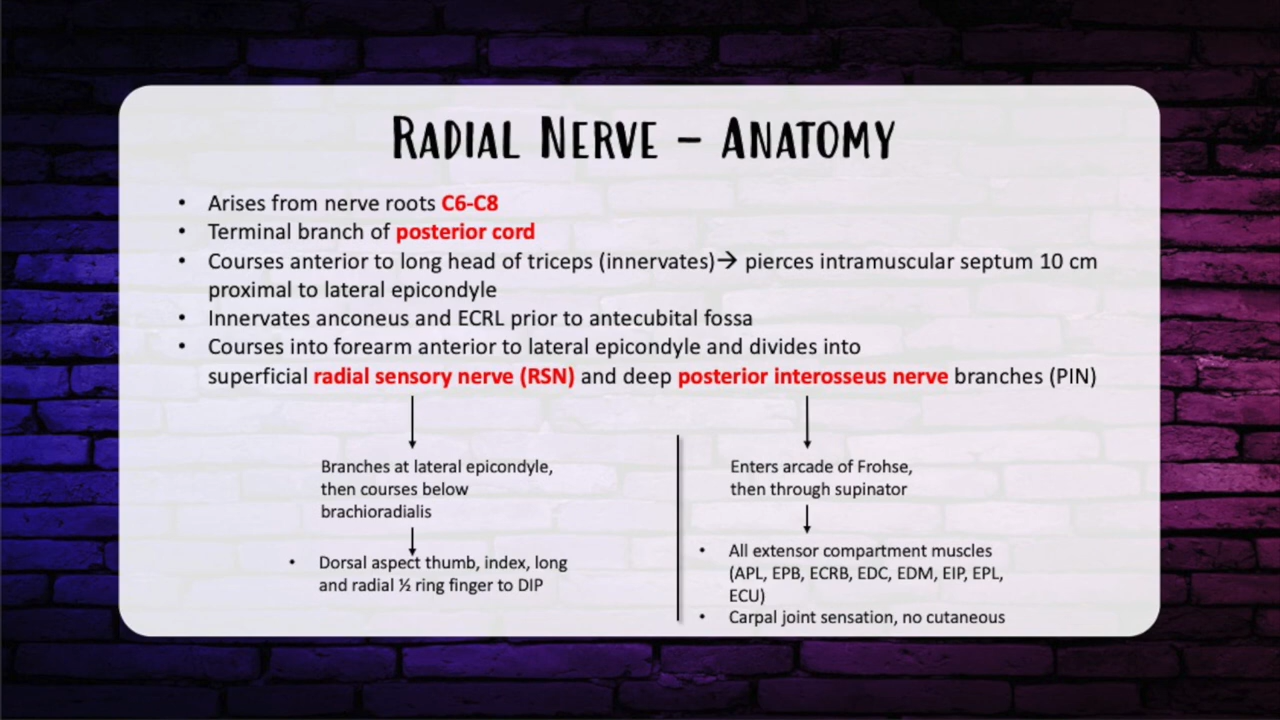 RADIAL NERVE – ANATOMY
• Arises from nerve roots C6-C8
• Terminal branch of posterior cord
• Courses anterior to long head of triceps (innervates)→ pierces intramuscular septum 10 cm
proximal to lateral epicondyle
• Innervates anconeus and ECRL prior to antecubital fossa
• Courses into forearm anterior to lateral epicondyle and divides into
superficial radial sensory nerve (RSN) and deep posterior interosseus nerve branches (PIN)
Branches at lateral epicondyle,
then courses below
brachioradialis
• Dorsal aspect thumb, index, long
and radial ½ ring finger to DIP
Enters arcade of Frohse,
then through supinator
• All extensor compartment muscles
(APL, EPB, ECRB, EDC, EDM, EIP, EPL,
ECU)
• Carpal joint sensation, no cutaneous